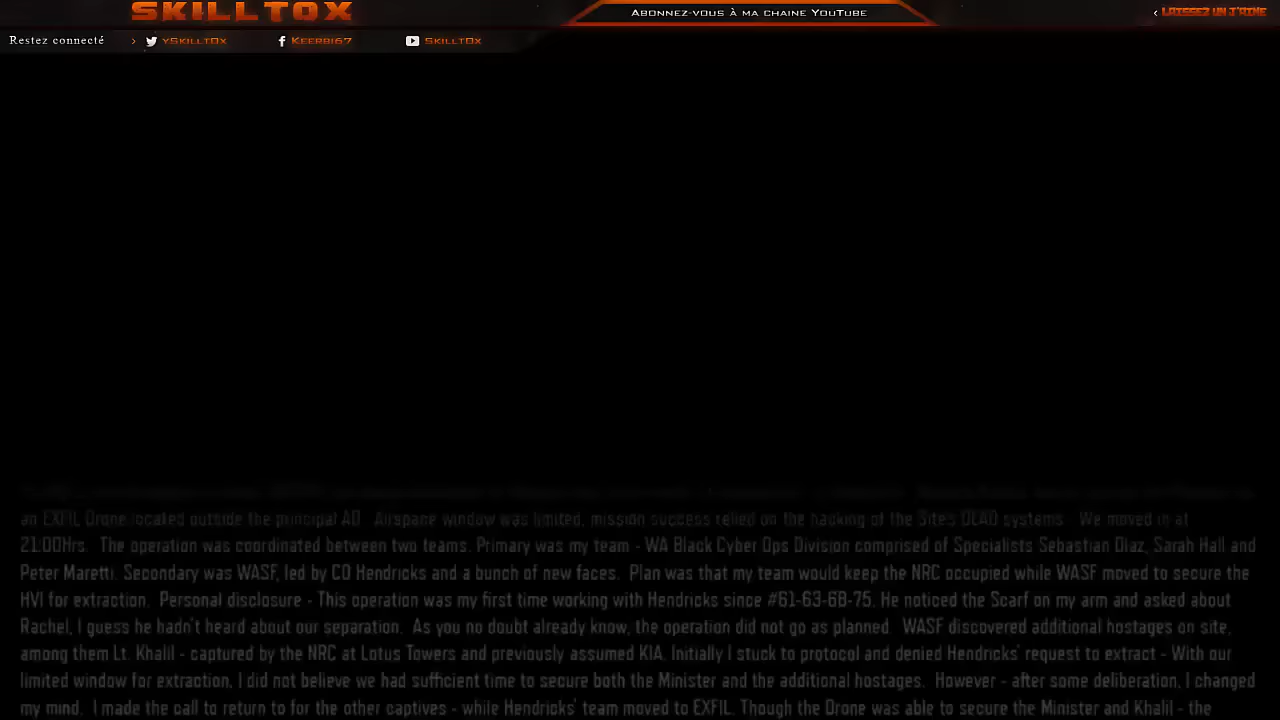 SKILLTOX
Abonnez-vous à ma chaine YouTube
‹ LAISSEZ UN J'AIME
Restez connecté › ySkillt0x Keerbi67 Skillt0x
an EXFIL Drone located outside the principal AO. Airspace window was limited, mission success relied on the hacking of the Site's DEAD systems. We moved in at
21:00Hrs. The operation was coordinated between two teams. Primary was my team - WA Black Cyber Ops Division comprised of Specialists Sebastian Diaz, Sarah Hall and
Peter Maretti. Secondary was WASF, led by CO Hendricks and a bunch of new faces. Plan was that my team would keep the NRC occupied while WASF moved to secure the
HVI for extraction. Personal disclosure - This operation was my first time working with Hendricks since #61-63-6B-75. He noticed the Scarf on my arm and asked about
Rachel, I guess he hadn't heard about our separation. As you no doubt already know, the operation did not go as planned. WASF discovered additional hostages on site,
among them Lt. Khalil - captured by the NRC at Lotus Towers and previously assumed KIA. Initially I stuck to protocol and denied Hendricks' request to extract - With our
limited window for extraction, I did not believe we had sufficient time to secure both the Minister and the additional hostages. However - after some deliberation, I changed
my mind. I made the call to return to for the other captives - while Hendricks' team moved to EXFIL. Though the Drone was able to secure the Minister and Khalil - the